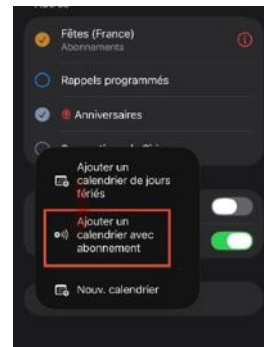 Fêtes (France)
Abonnements
Rappels programmés
Anniversaires
Ajouter un
calendrier de jours
fériés
Ajouter un
calendrier avec
abonnement
Nouv. calendrier